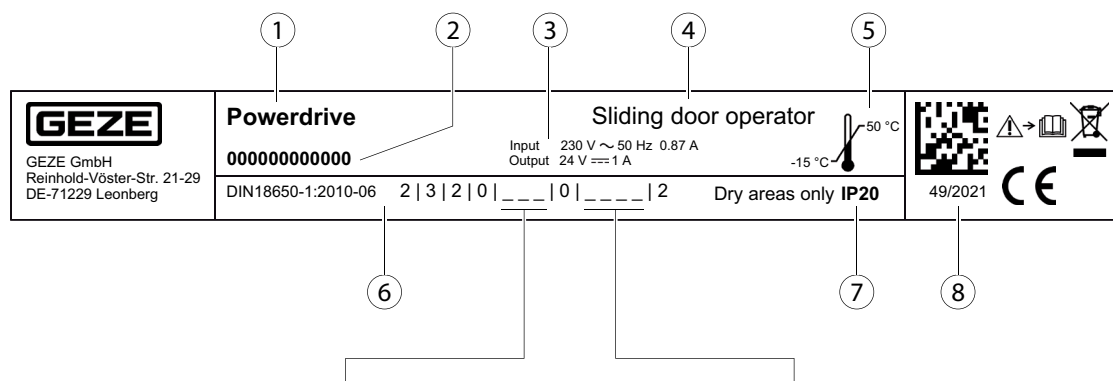 1 2 3 4 5
GEZE
GEZE GmbH
Reinhold-Vöster-Str. 21-29
DE-71229 Leonberg
Powerdrive
000000000000
Sliding door operator
Input 230 V ~ 50 Hz 0.87 A
Output 24 V ⎓ 1 A
50 °C
-15 °C
DIN18650-1:2010-06 2 | 3 | 2 | 0 | _ _ _ | 0 | _ _ _ _ | 2
Dry areas only IP20
49/2021
CE
6 7 8